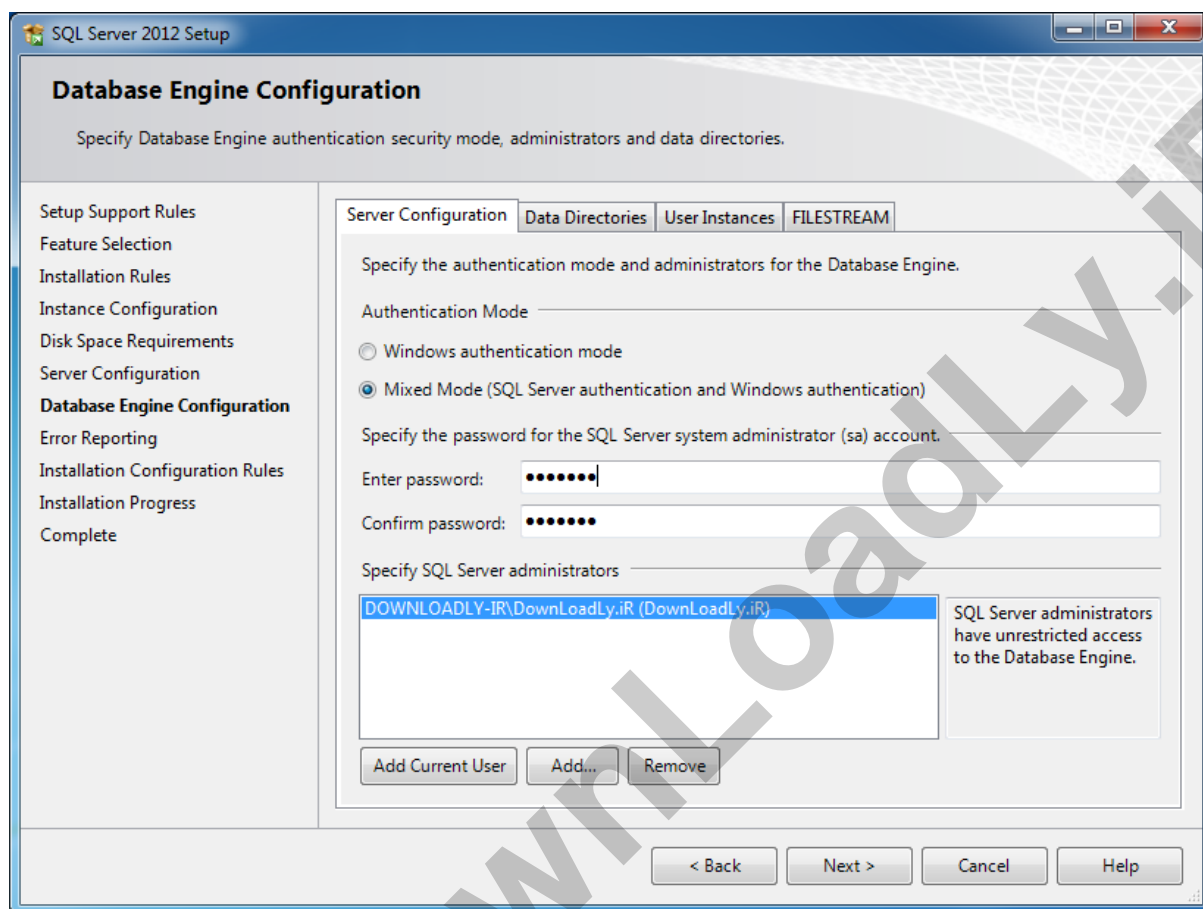 SQL Server 2012 Setup
Database Engine Configuration
Specify Database Engine authentication security mode, administrators and data directories.
Setup Support Rules
Feature Selection
Installation Rules
Instance Configuration
Disk Space Requirements
Server Configuration
Database Engine Configuration
Error Reporting
Installation Configuration Rules
Installation Progress
Complete
Server Configuration
Data Directories
User Instances
FILESTREAM
Specify the authentication mode and administrators for the Database Engine.
Authentication Mode
Windows authentication mode
Mixed Mode (SQL Server authentication and Windows authentication)
Specify the password for the SQL Server system administrator (sa) account.
Enter password: ●●●●●●●
Confirm password: ●●●●●●●
Specify SQL Server administrators
DOWNLOADLY-IR\DownLoadLy.iR (DownLoadLy.iR)
SQL Server administrators
have unrestricted access
to the Database Engine.
Add Current User
Add...
Remove
< Back
Next >
Cancel
Help